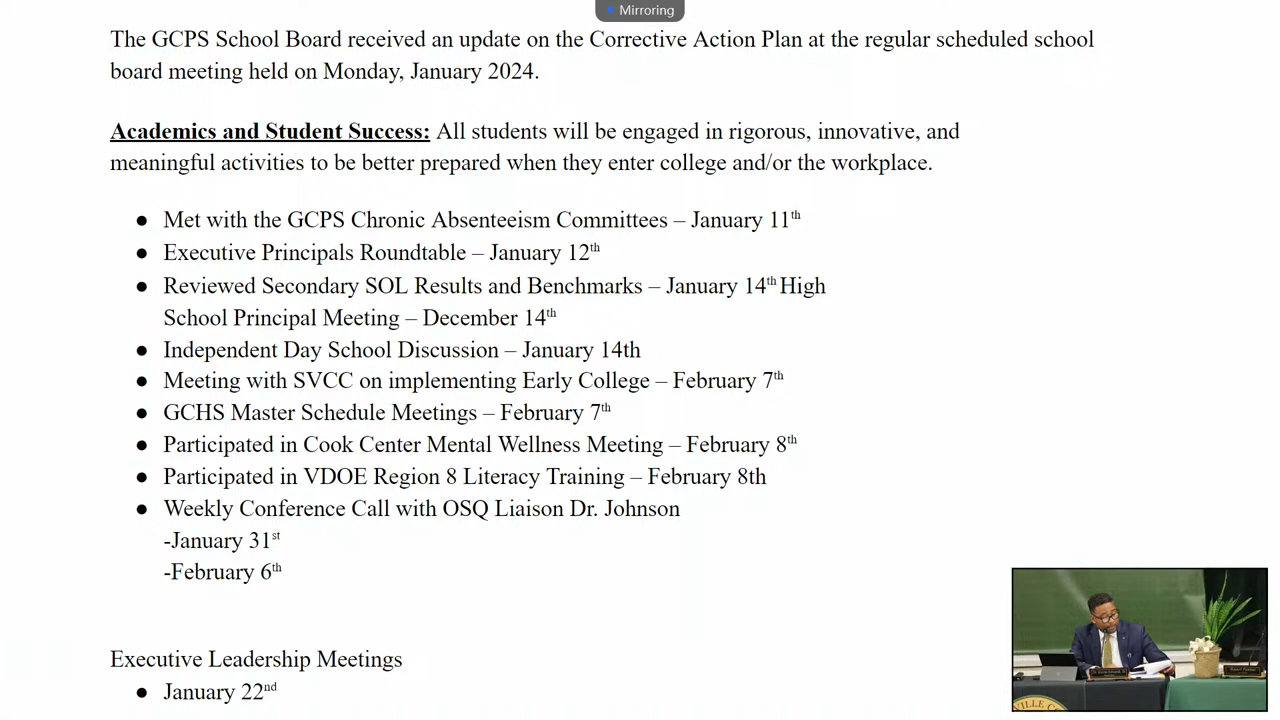 Mirroring
The GCPS School Board received an update on the Corrective Action Plan at the regular scheduled school
board meeting held on Monday, January 2024.
Academics and Student Success: All students will be engaged in rigorous, innovative, and
meaningful activities to be better prepared when they enter college and/or the workplace.
● Met with the GCPS Chronic Absenteeism Committees – January 11th
● Executive Principals Roundtable – January 12th
● Reviewed Secondary SOL Results and Benchmarks – January 14th High
School Principal Meeting – December 14th
● Independent Day School Discussion – January 14th
● Meeting with SVCC on implementing Early College – February 7th
● GCHS Master Schedule Meetings – February 7th
● Participated in Cook Center Mental Wellness Meeting – February 8th
● Participated in VDOE Region 8 Literacy Training – February 8th
● Weekly Conference Call with OSQ Liaison Dr. Johnson
-January 31st
-February 6th
Executive Leadership Meetings
● January 22nd